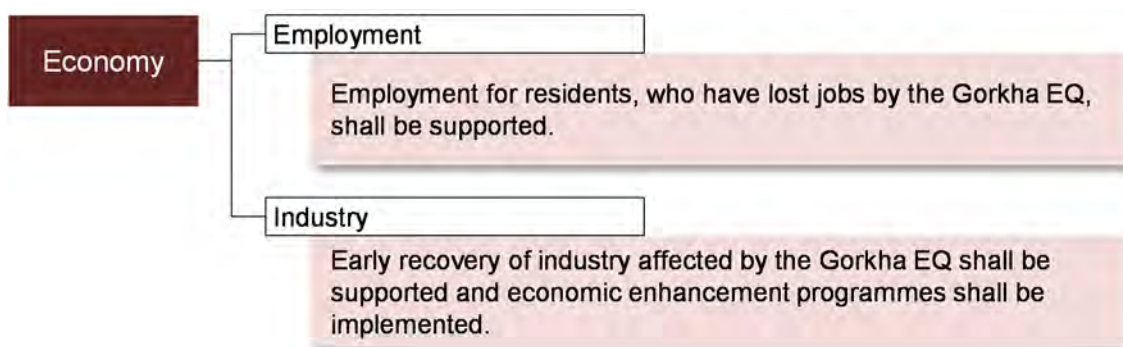 Economy
Employment
Employment for residents, who have lost jobs by the Gorkha EQ,
shall be supported.
Industry
Early recovery of industry affected by the Gorkha EQ shall be
supported and economic enhancement programmes shall be
implemented.